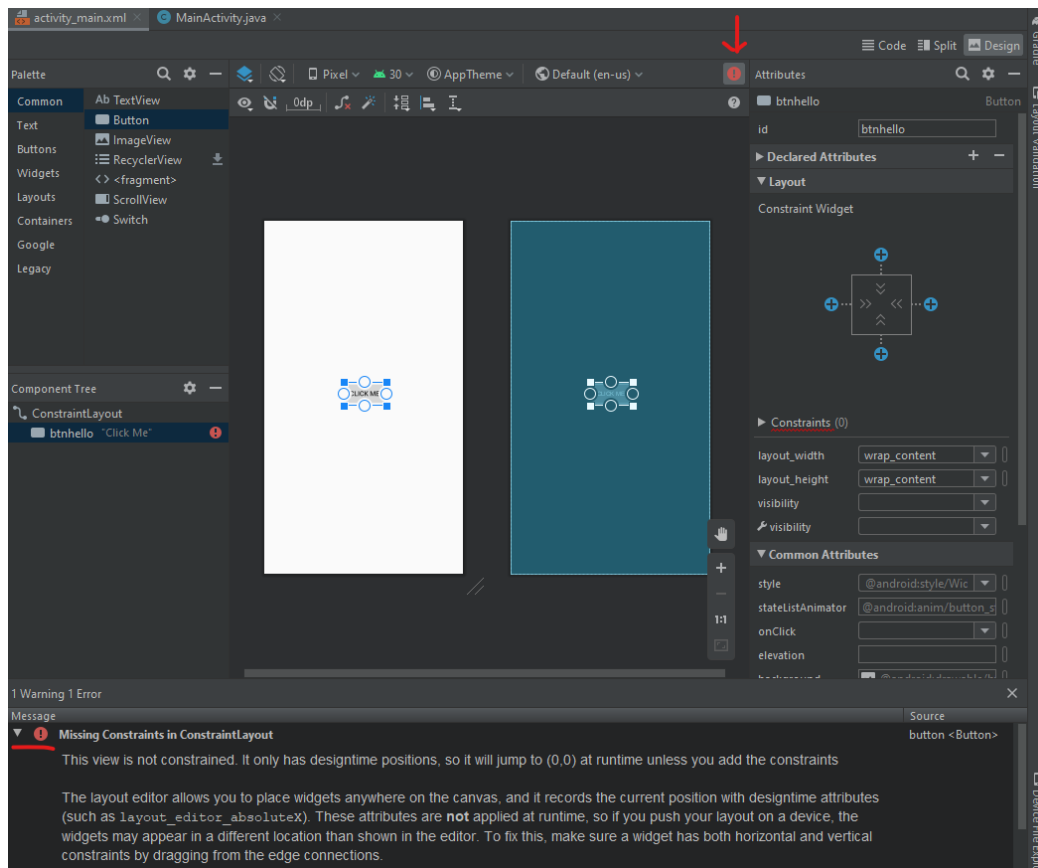 activity_main.xml
MainActivity.java
Code
Split
Design
Palette
Pixel
30
AppTheme
Default (en-us)
Attributes
Common
Text
Buttons
Widgets
Layouts
Containers
Google
Legacy
Ab TextView
Button
ImageView
RecyclerView
<fragment>
ScrollView
Switch
0dp
btnhello
Button
id
btnhello
Declared Attributes
Layout
Constraint Widget
CLICK ME
Component Tree
ConstraintLayout
btnhello "Click Me"
Constraints (0)
layout_width
wrap_content
layout_height
wrap_content
visibility
visibility
Common Attributes
style
@android:style/Wic
stateListAnimator
@android:anim/button_s
onClick
elevation
1:1
Gradle
Layout Validation
1 Warning 1 Error
Message
Source
Missing Constraints in ConstraintLayout
button <Button>
This view is not constrained. It only has designtime positions, so it will jump to (0,0) at runtime unless you add the constraints
The layout editor allows you to place widgets anywhere on the canvas, and it records the current position with designtime attributes
(such as layout_editor_absoluteX). These attributes are not applied at runtime, so if you push your layout on a device, the
widgets may appear in a different location than shown in the editor. To fix this, make sure a widget has both horizontal and vertical
constraints by dragging from the edge connections.
Device File